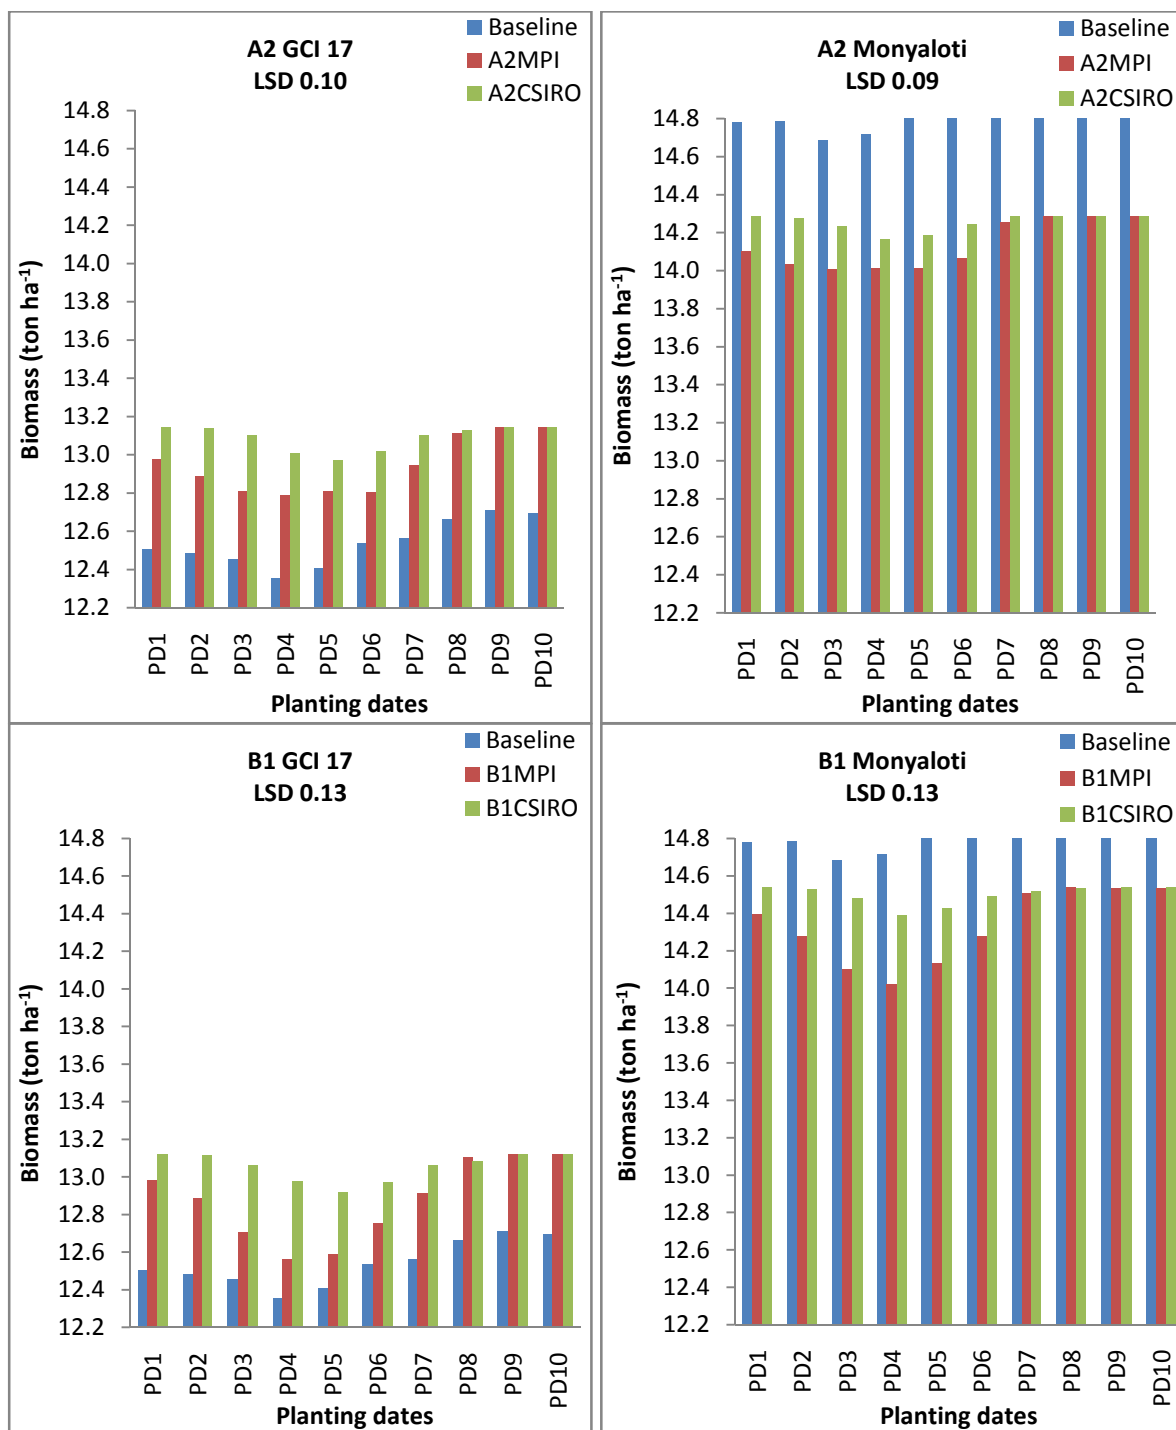 A2 GCI 17
LSD 0.10
Baseline
A2MPI
A2CSIRO
14.8
14.6
14.4
14.2
14.0
13.8
13.6
13.4
13.2
13.0
12.8
12.6
12.4
12.2
Biomass (ton ha⁻¹)
PD1 PD2 PD3 PD4 PD5 PD6 PD7 PD8 PD9 PD10
Planting dates
A2 Monyaloti
LSD 0.09
Baseline
A2MPI
A2CSIRO
14.8
14.6
14.4
14.2
14.0
13.8
13.6
13.4
13.2
13.0
12.8
12.6
12.4
12.2
Biomass (ton ha⁻¹)
PD1 PD2 PD3 PD4 PD5 PD6 PD7 PD8 PD9 PD10
Planting dates
B1 GCI 17
LSD 0.13
Baseline
B1MPI
B1CSIRO
14.8
14.6
14.4
14.2
14.0
13.8
13.6
13.4
13.2
13.0
12.8
12.6
12.4
12.2
Biomass (ton ha⁻¹)
PD1 PD2 PD3 PD4 PD5 PD6 PD7 PD8 PD9 PD10
Planting dates
B1 Monyaloti
LSD 0.13
Baseline
B1MPI
B1CSIRO
14.8
14.6
14.4
14.2
14.0
13.8
13.6
13.4
13.2
13.0
12.8
12.6
12.4
12.2
Biomass (ton ha⁻¹)
PD1 PD2 PD3 PD4 PD5 PD6 PD7 PD8 PD9 PD10
Planting dates